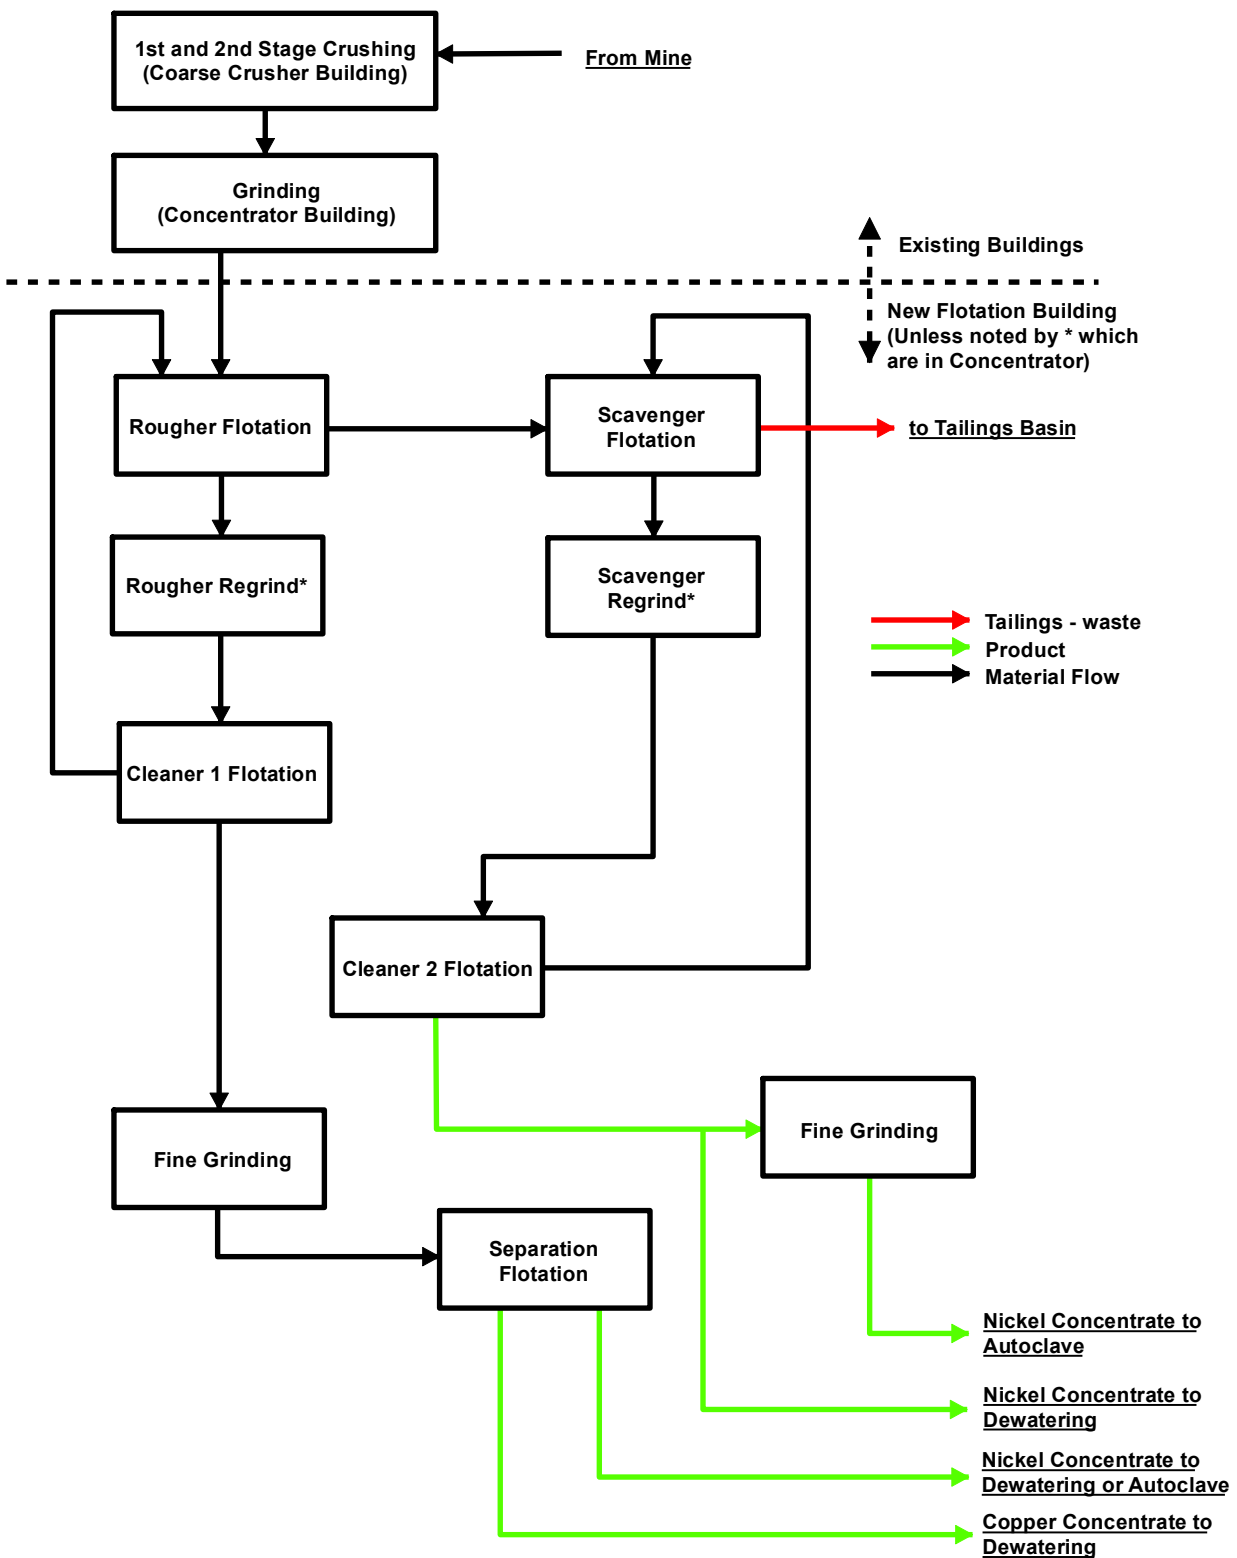 1st and 2nd Stage Crushing
(Coarse Crusher Building)
From Mine
Grinding
(Concentrator Building)
Existing Buildings
New Flotation Building
(Unless noted by * which
are in Concentrator)
Rougher Flotation
Scavenger
Flotation
to Tailings Basin
Rougher Regrind*
Scavenger
Regrind*
Tailings - waste
Product
Material Flow
Cleaner 1 Flotation
Cleaner 2 Flotation
Fine Grinding
Fine Grinding
Separation
Flotation
Nickel Concentrate to
Autoclave
Nickel Concentrate to
Dewatering
Nickel Concentrate to
Dewatering or Autoclave
Copper Concentrate to
Dewatering